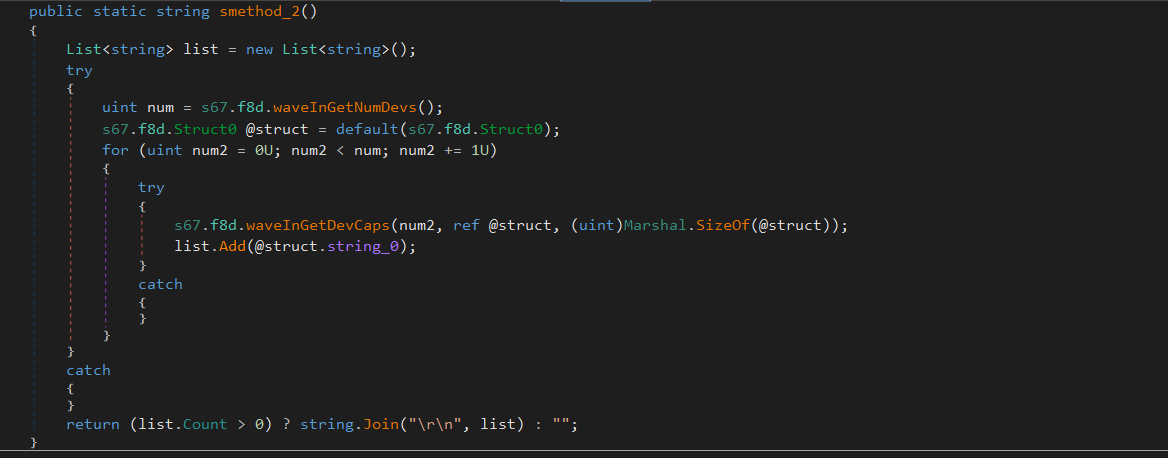 public static string smethod_2()
{
    List<string> list = new List<string>();
    try
    {
        uint num = s67.f8d.waveInGetNumDevs();
        s67.f8d.Struct0 @struct = default(s67.f8d.Struct0);
        for (uint num2 = 0U; num2 < num; num2 += 1U)
        {
            try
            {
                s67.f8d.waveInGetDevCaps(num2, ref @struct, (uint)Marshal.SizeOf(@struct));
                list.Add(@struct.string_0);
            }
            catch
            {
            }
        }
    }
    catch
    {
    }
    return (list.Count > 0) ? string.Join("\r\n", list) : "";
}